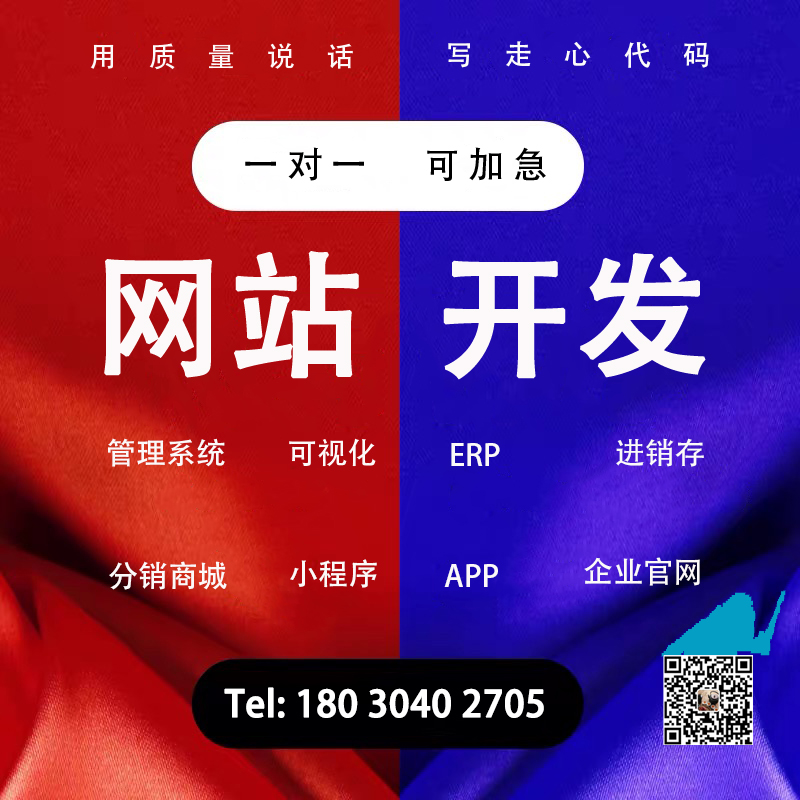 用质量说话 写走心代码
一对一 可加急
网站 开发
管理系统 可视化 ERP 进销存
分销商城 小程序 APP 企业官网
Tel: 180 3040 2705